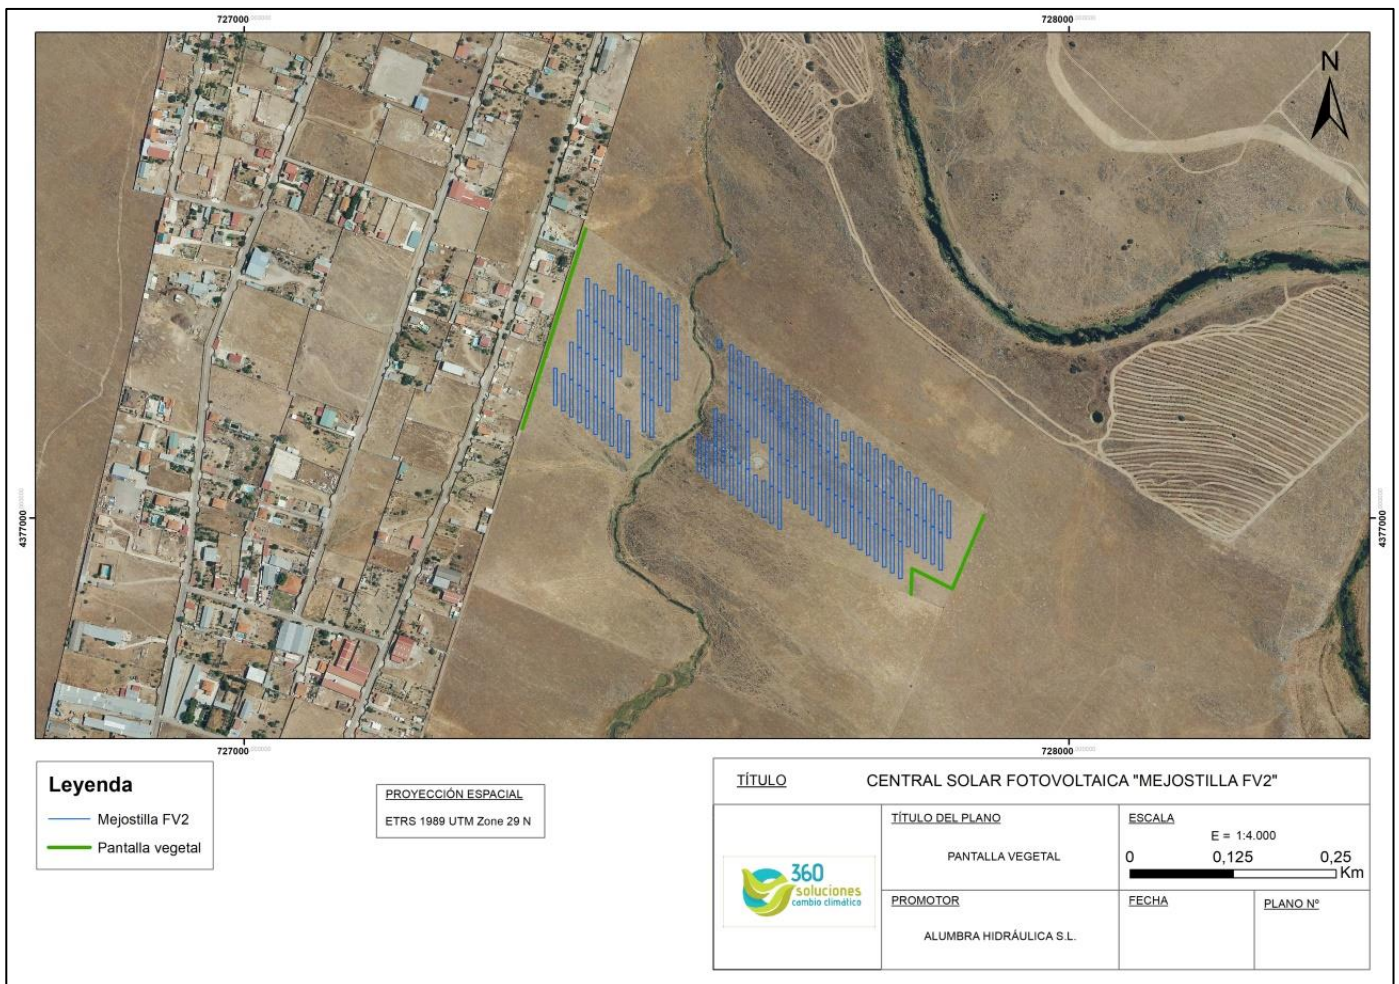 727000
728000
N
4377000
4377000
727000
728000
Leyenda
Mejostilla FV2
Pantalla vegetal
PROYECCIÓN ESPACIAL
ETRS 1989 UTM Zone 29 N
TÍTULO
CENTRAL SOLAR FOTOVOLTAICA "MEJOSTILLA FV2"
360
soluciones
cambio climático
TÍTULO DEL PLANO
PANTALLA VEGETAL
ESCALA
E = 1:4.000
0 0,125 0,25
Km
PROMOTOR
ALUMBRA HIDRÁULICA S.L.
FECHA
PLANO Nº